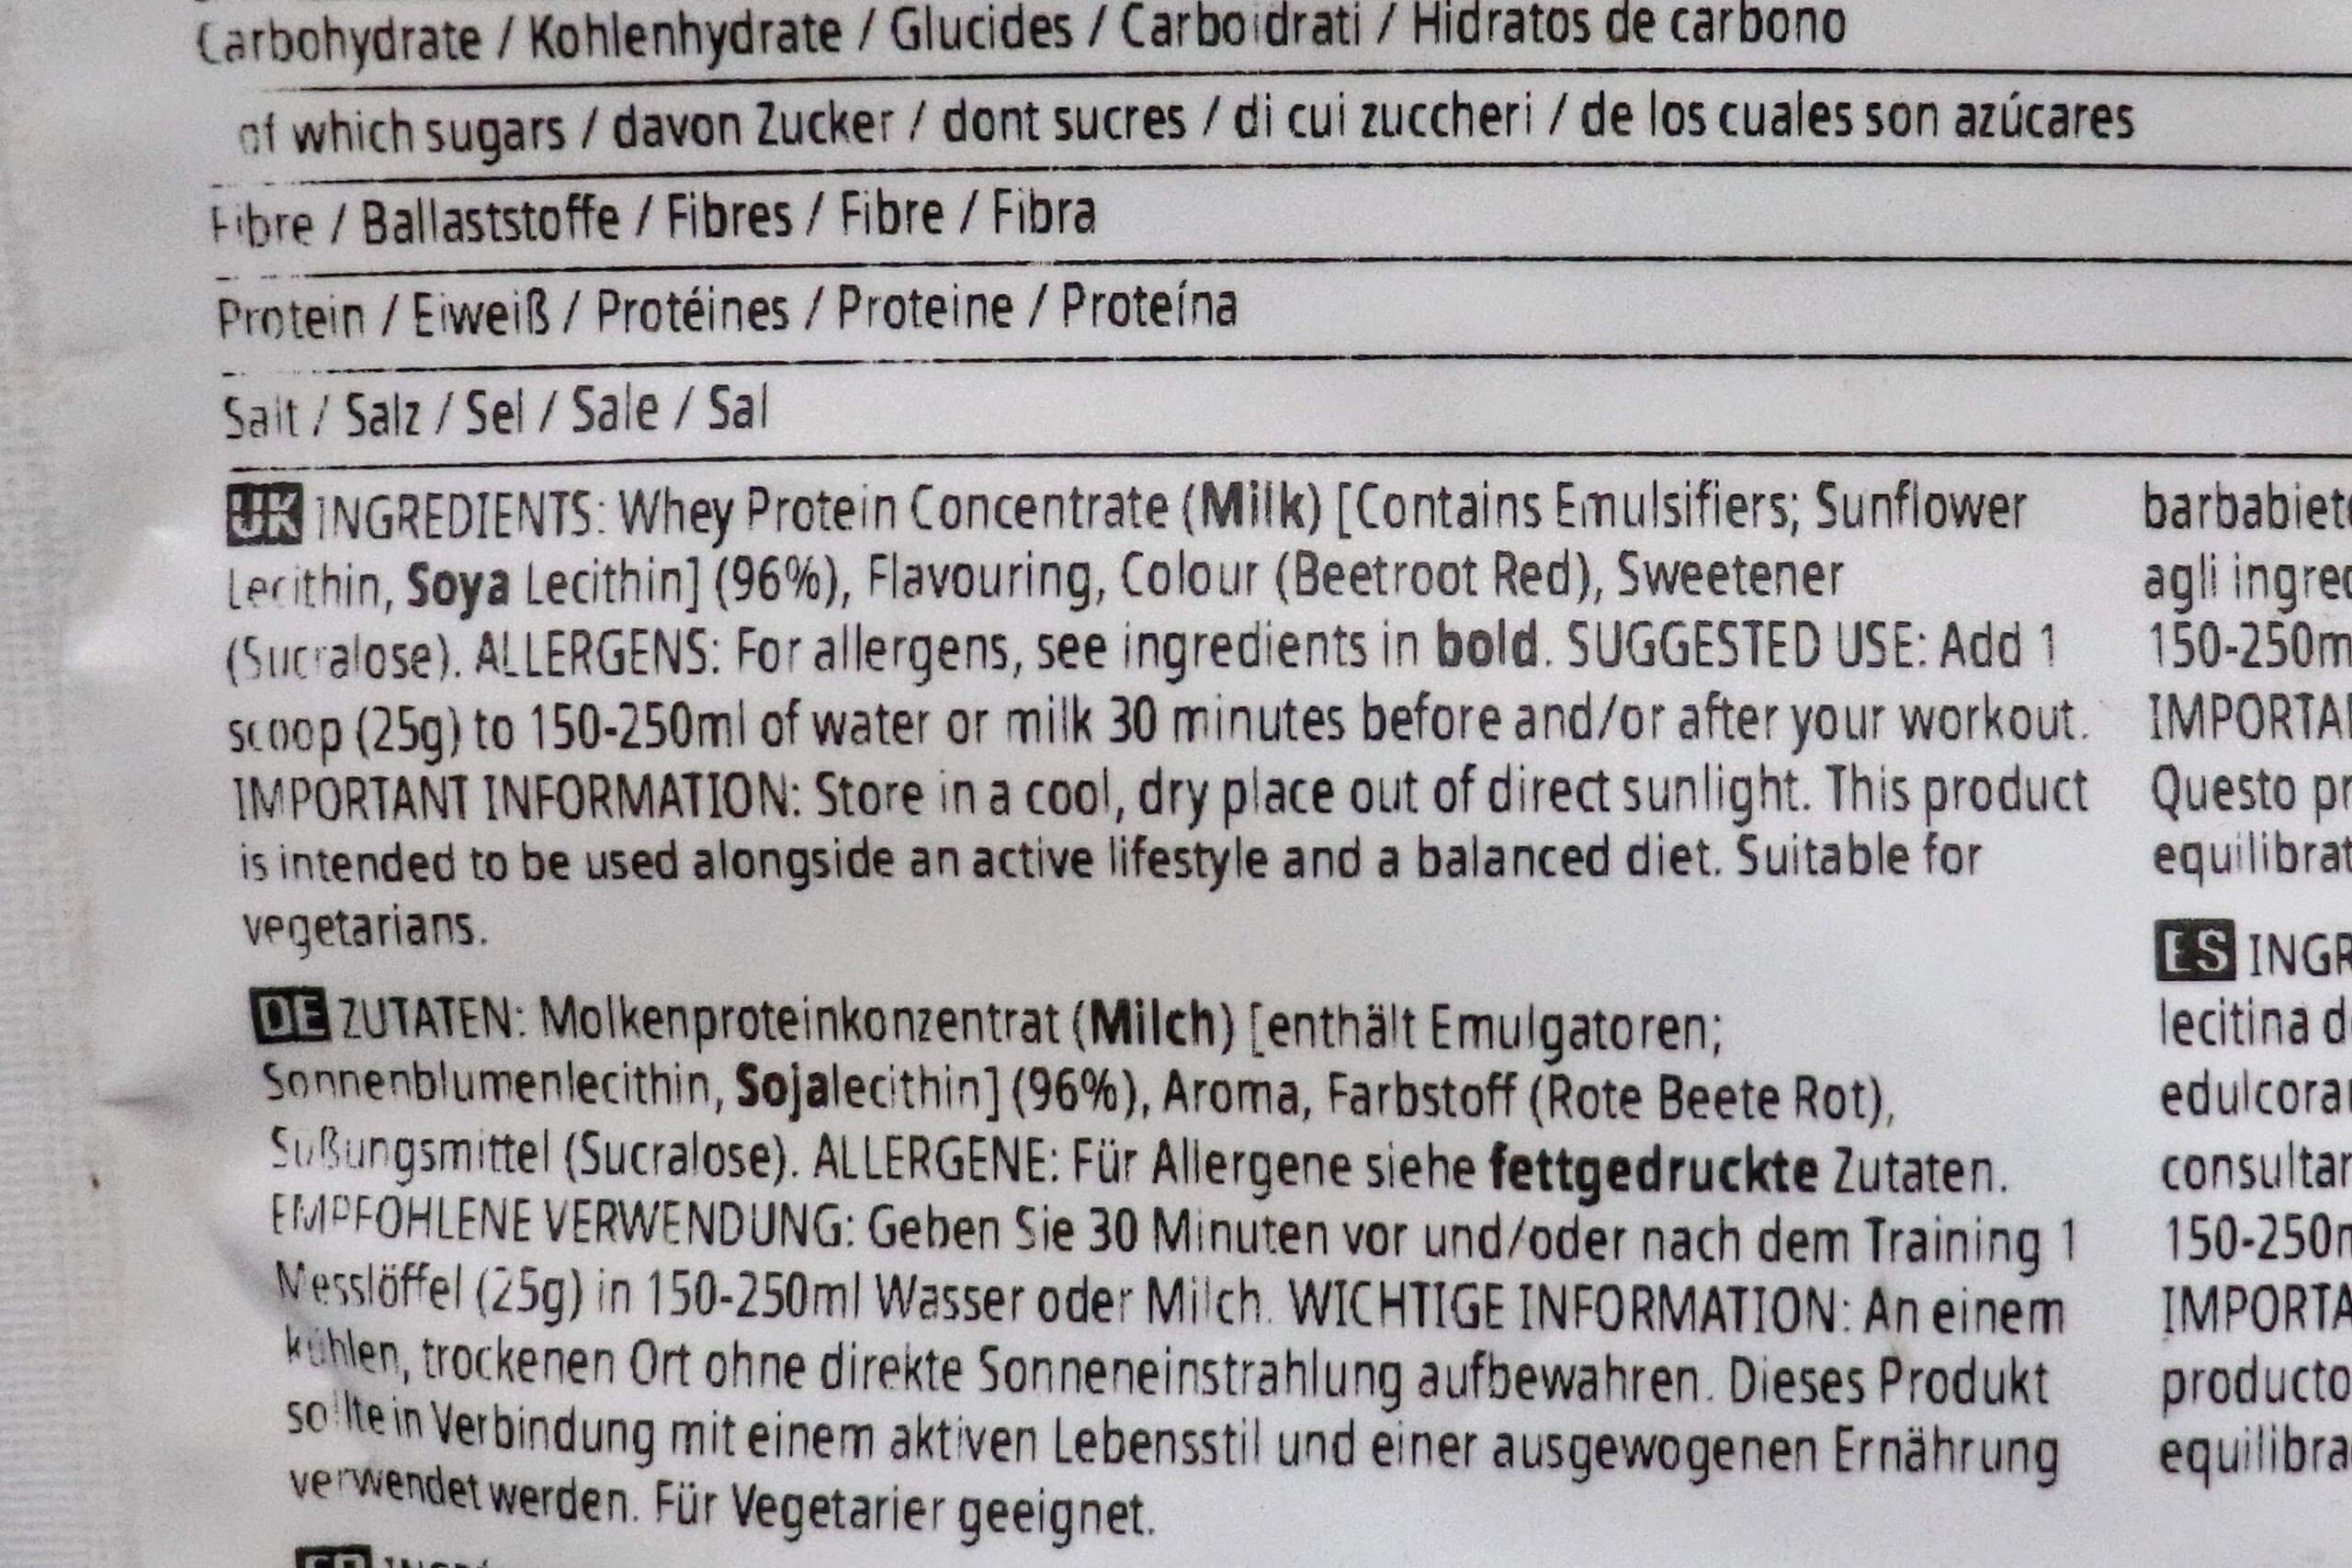 Carbohydrate / Kohlenhydrate / Glucides / Carboidrati / Hidratos de carbono
of which sugars / davon Zucker / dont sucres / di cui zuccheri / de los cuales son azúcares
Fibre / Ballaststoffe / Fibres / Fibre / Fibra
Protein / Eiweiß / Protéines / Proteine / Proteína
Salt / Salz / Sel / Sale / Sal
UK INGREDIENTS: Whey Protein Concentrate (Milk) [Contains Emulsifiers; Sunflower
Lecithin, Soya Lecithin] (96%), Flavouring, Colour (Beetroot Red), Sweetener
(Sucralose). ALLERGENS: For allergens, see ingredients in bold. SUGGESTED USE: Add 1
scoop (25g) to 150-250ml of water or milk 30 minutes before and/or after your workout.
IMPORTANT INFORMATION: Store in a cool, dry place out of direct sunlight. This product
is intended to be used alongside an active lifestyle and a balanced diet. Suitable for
vegetarians.
DE ZUTATEN: Molkenproteinkonzentrat (Milch) [enthält Emulgatoren;
Sonnenblumenlecithin, Sojalecithin] (96%), Aroma, Farbstoff (Rote Beete Rot),
Süßungsmittel (Sucralose). ALLERGENE: Für Allergene siehe fettgedruckte Zutaten.
EMPFOHLENE VERWENDUNG: Geben Sie 30 Minuten vor und/oder nach dem Training 1
Messlöffel (25g) in 150-250ml Wasser oder Milch. WICHTIGE INFORMATION: An einem
kühlen, trockenen Ort ohne direkte Sonneneinstrahlung aufbewahren. Dieses Produkt
sollte in Verbindung mit einem aktiven Lebensstil und einer ausgewogenen Ernährung
verwendet werden. Für Vegetarier geeignet.
FR
barbabiet
agli ingred
150-250m
IMPORTA
Questo pr
equilibrat
ES INGR
lecitina d
edulcora
consultar
150-250m
IMPORTA
producto
equilibra